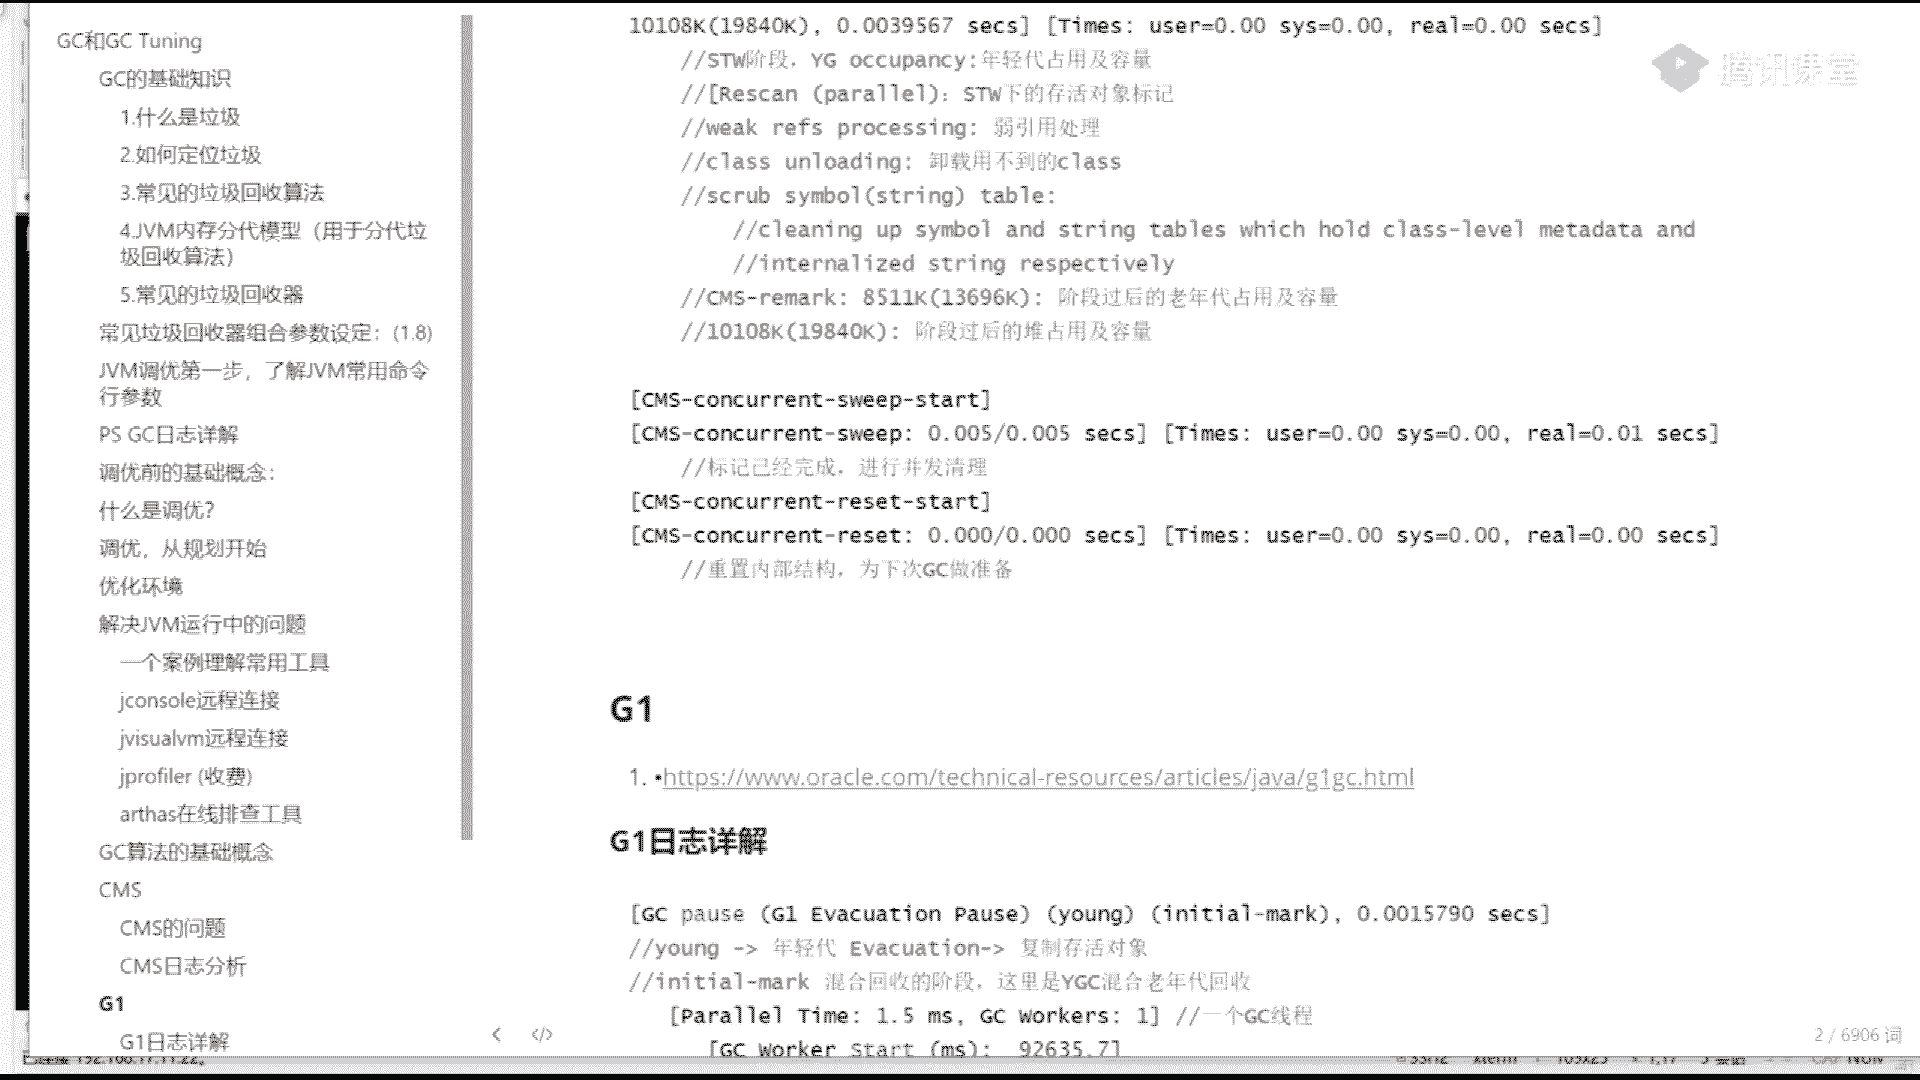 GC和GC Tuning
GC的基础知识
1.什么是垃圾
2.如何定位垃圾
3.常见的垃圾回收算法
4.JVM内存分代模型（用于分代垃
圾回收算法）
5.常见的垃圾回收器
常见垃圾回收器组合参数设定：(1.8)
JVM调优第一步，了解JVM常用命令
行参数
PS GC日志详解
调优前的基础概念：
什么是调优？
调优，从规划开始
优化环境
解决JVM运行中的问题
一个案例理解常用工具
jconsole远程连接
jvisualvm远程连接
jprofiler (收费)
arthas在线排查工具
GC算法的基础概念
CMS
CMS的问题
CMS日志分析
G1
G1日志详解
10108K(19840K), 0.0039567 secs] [Times: user=0.00 sys=0.00, real=0.00 secs]
//STW阶段，YG occupancy:年轻代占用及容量
//[Rescan (parallel)：STW下的存活对象标记
//weak refs processing: 弱引用处理
//class unloading: 卸载用不到的class
//scrub symbol(string) table:
//cleaning up symbol and string tables which hold class-level metadata and
//internalized string respectively
//CMS-remark: 8511K(13696K): 阶段过后的老年代占用及容量
//10108K(19840K): 阶段过后的堆占用及容量
[CMS-concurrent-sweep-start]
[CMS-concurrent-sweep: 0.005/0.005 secs] [Times: user=0.00 sys=0.00, real=0.01 secs]
//标记已经完成，进行并发清理
[CMS-concurrent-reset-start]
[CMS-concurrent-reset: 0.000/0.000 secs] [Times: user=0.00 sys=0.00, real=0.00 secs]
//重置内部结构，为下次GC做准备
G1
1. ▪https://www.oracle.com/technical-resources/articles/java/g1gc.html
G1日志详解
[GC pause (G1 Evacuation Pause) (young) (initial-mark), 0.0015790 secs]
//young -> 年轻代 Evacuation-> 复制存活对象
//initial-mark 混合回收的阶段，这里是YGC混合老年代回收
[Parallel Time: 1.5 ms, GC Workers: 1] //一个GC线程
[GC Worker Start (ms):  92635.7]
2 / 6906 词
腾讯课堂